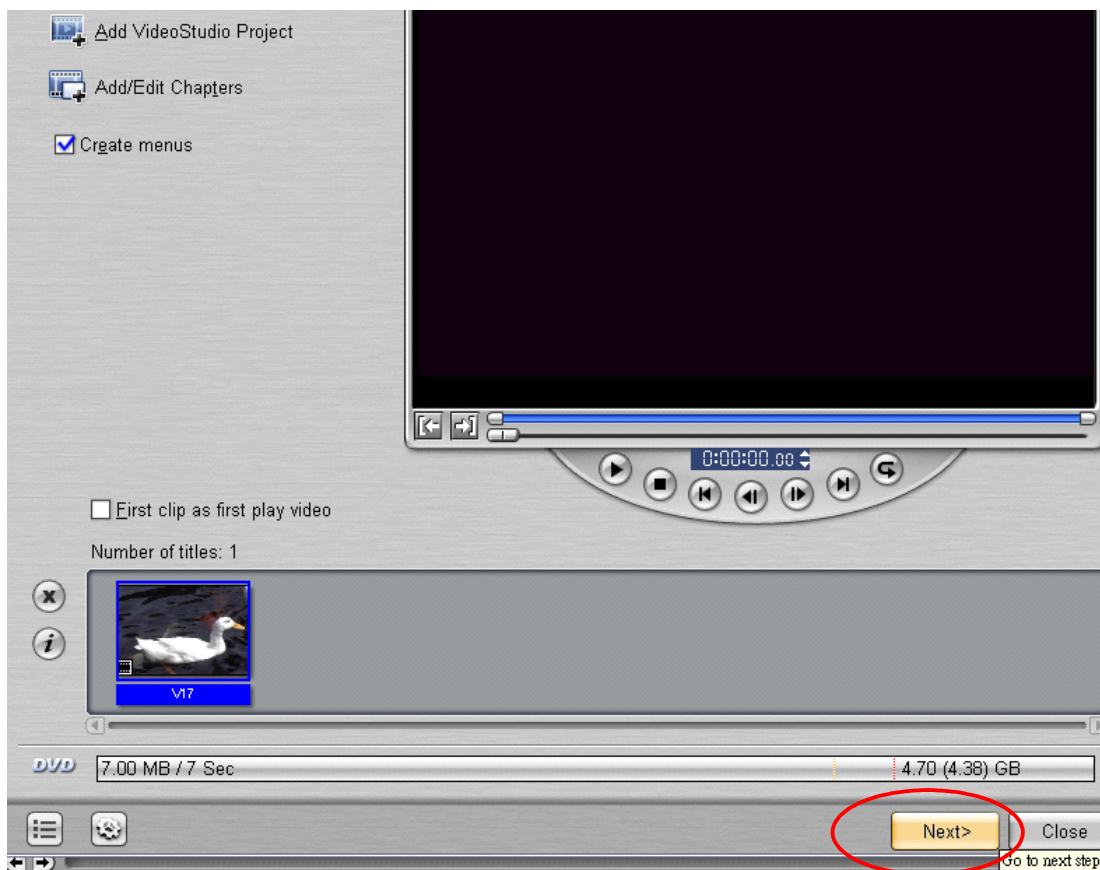 Add VideoStudio Project
Add/Edit Chapters
Create menus
0:00:00.00
First clip as first play video
Number of titles: 1
V17
DVD 7.00 MB / 7 Sec 4.70 (4.38) GB
Next> Close
Go to next step